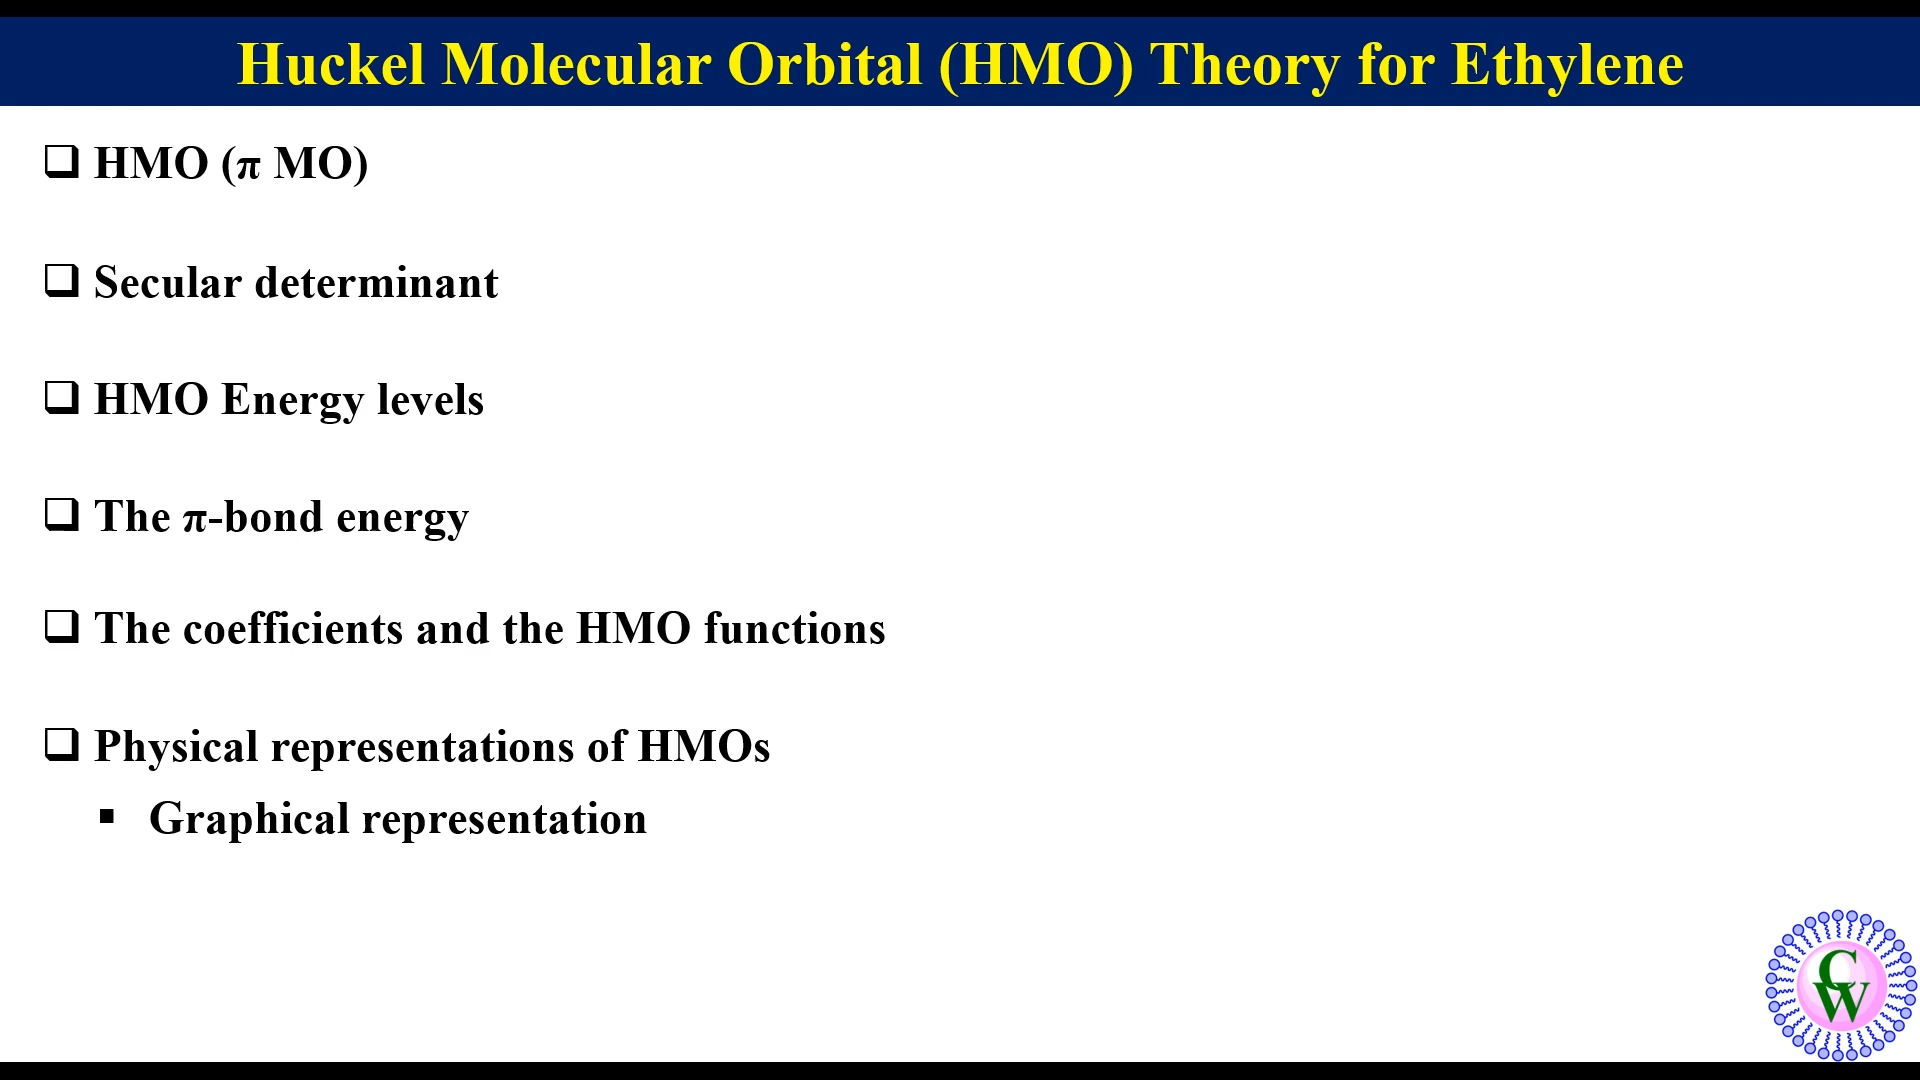 Huckel Molecular Orbital (HMO) Theory for Ethylene
HMO (π MO)
Secular determinant
HMO Energy levels
The π-bond energy
The coefficients and the HMO functions
Physical representations of HMOs
Graphical representation
CW